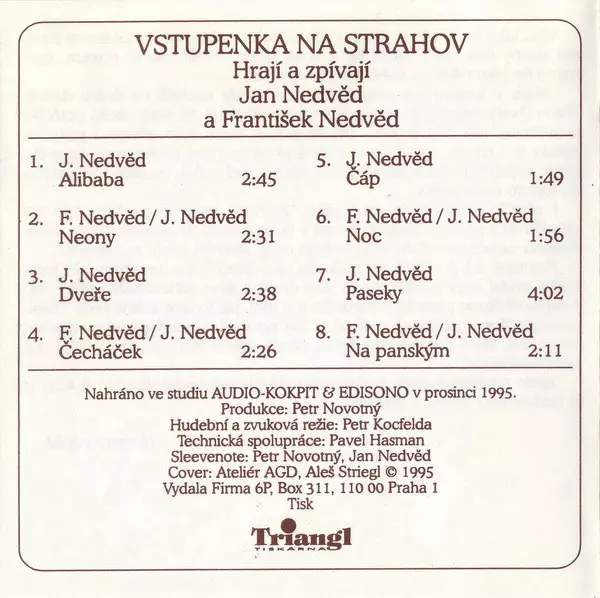 VSTUPENKA NA STRAHOV
Hrají a zpívají
Jan Nedvěd
a František Nedvěd
1. J. Nedvěd
Alibaba 2:45
2. F. Nedvěd / J. Nedvěd
Neony 2:31
3. J. Nedvěd
Dveře 2:38
4. F. Nedvěd / J. Nedvěd
Čecháček 2:26
5. J. Nedvěd
Čáp 1:49
6. F. Nedvěd / J. Nedvěd
Noc 1:56
7. J. Nedvěd
Paseky 4:02
8. F. Nedvěd / J. Nedvěd
Na panským 2:11
Nahráno ve studiu AUDIO-KOKPIT & EDISONO v prosinci 1995.
Produkce: Petr Novotný
Hudební a zvuková režie: Petr Kocfelda
Technická spolupráce: Pavel Hasman
Sleevenote: Petr Novotný, Jan Nedvěd
Cover: Ateliér AGD, Aleš Striegl © 1995
Vydala Firma 6P, Box 311, 110 00 Praha 1
Tisk
Triangl
TISKÁRNA